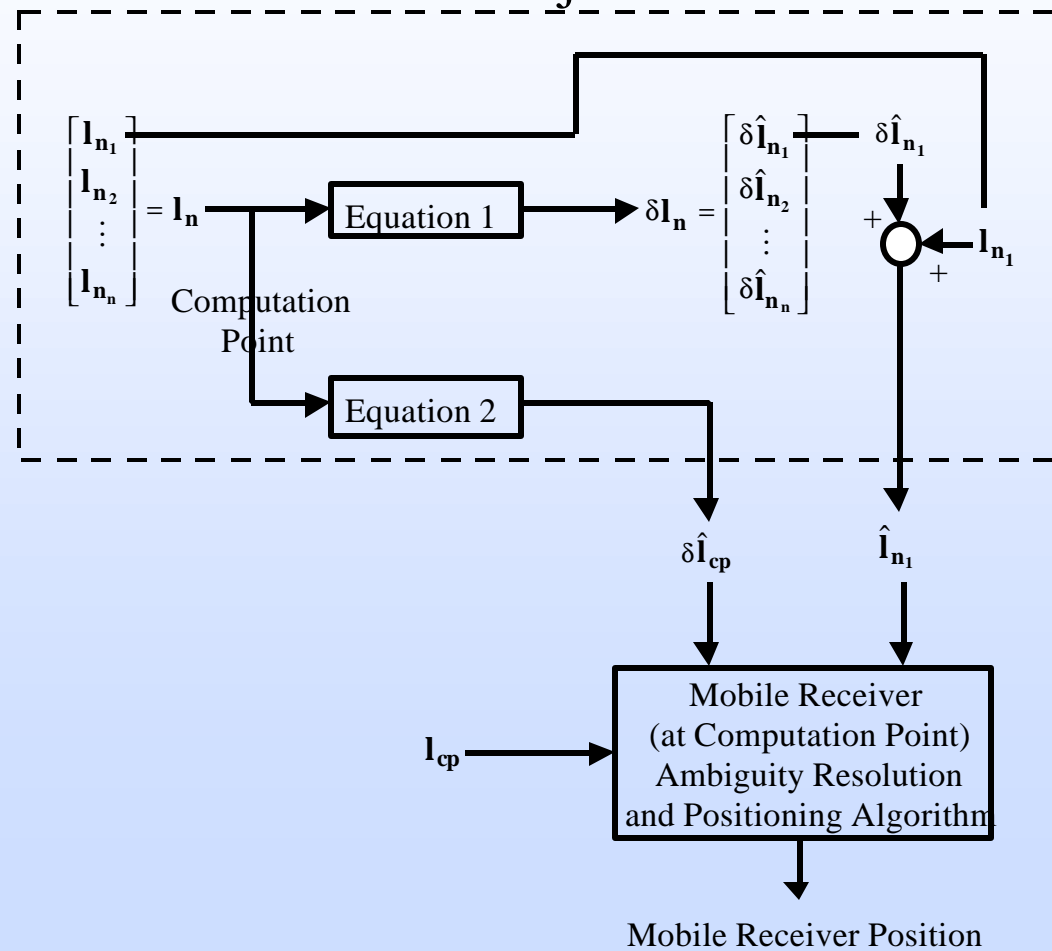 l_n₁
l_n₂
⋮
l_nₙ
= l_n
Equation 1
δl_n =
δl̂_n₁
δl̂_n₂
⋮
δl̂_nₙ
δl̂_n₁
+
l_n₁
+
Computation
Point
Equation 2
δl̂_cp
l̂_n₁
l_cp
Mobile Receiver
(at Computation Point)
Ambiguity Resolution
and Positioning Algorithm
Mobile Receiver Position